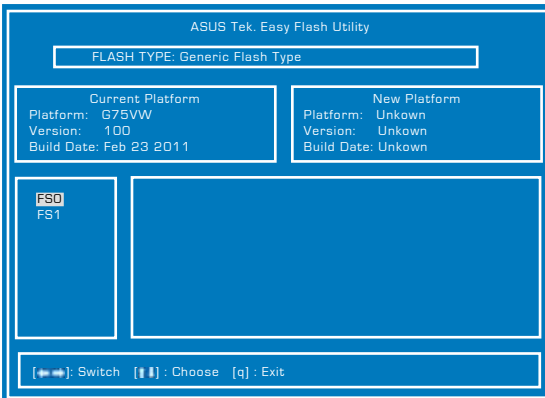 ASUS Tek. Easy Flash Utility
FLASH TYPE: Generic Flash Type
Current Platform
Platform: G75VW
Version: 100
Build Date: Feb 23 2011
New Platform
Platform: Unkown
Version: Unkown
Build Date: Unkown
FS0
FS1
[←→]: Switch [↑↓] : Choose [q] : Exit